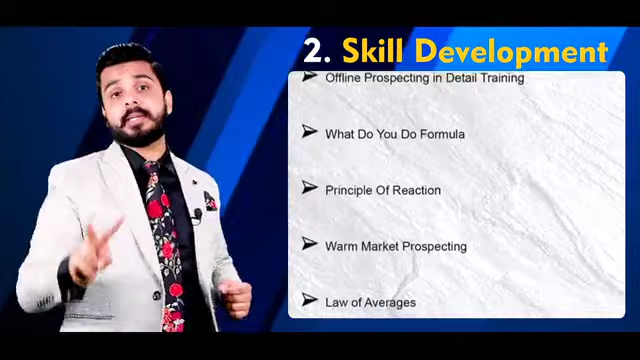 2. Skill Development
Offline Prospecting in Detail Training
What Do You Do Formula
Principle Of Reaction
Warm Market Prospecting
Law of Averages